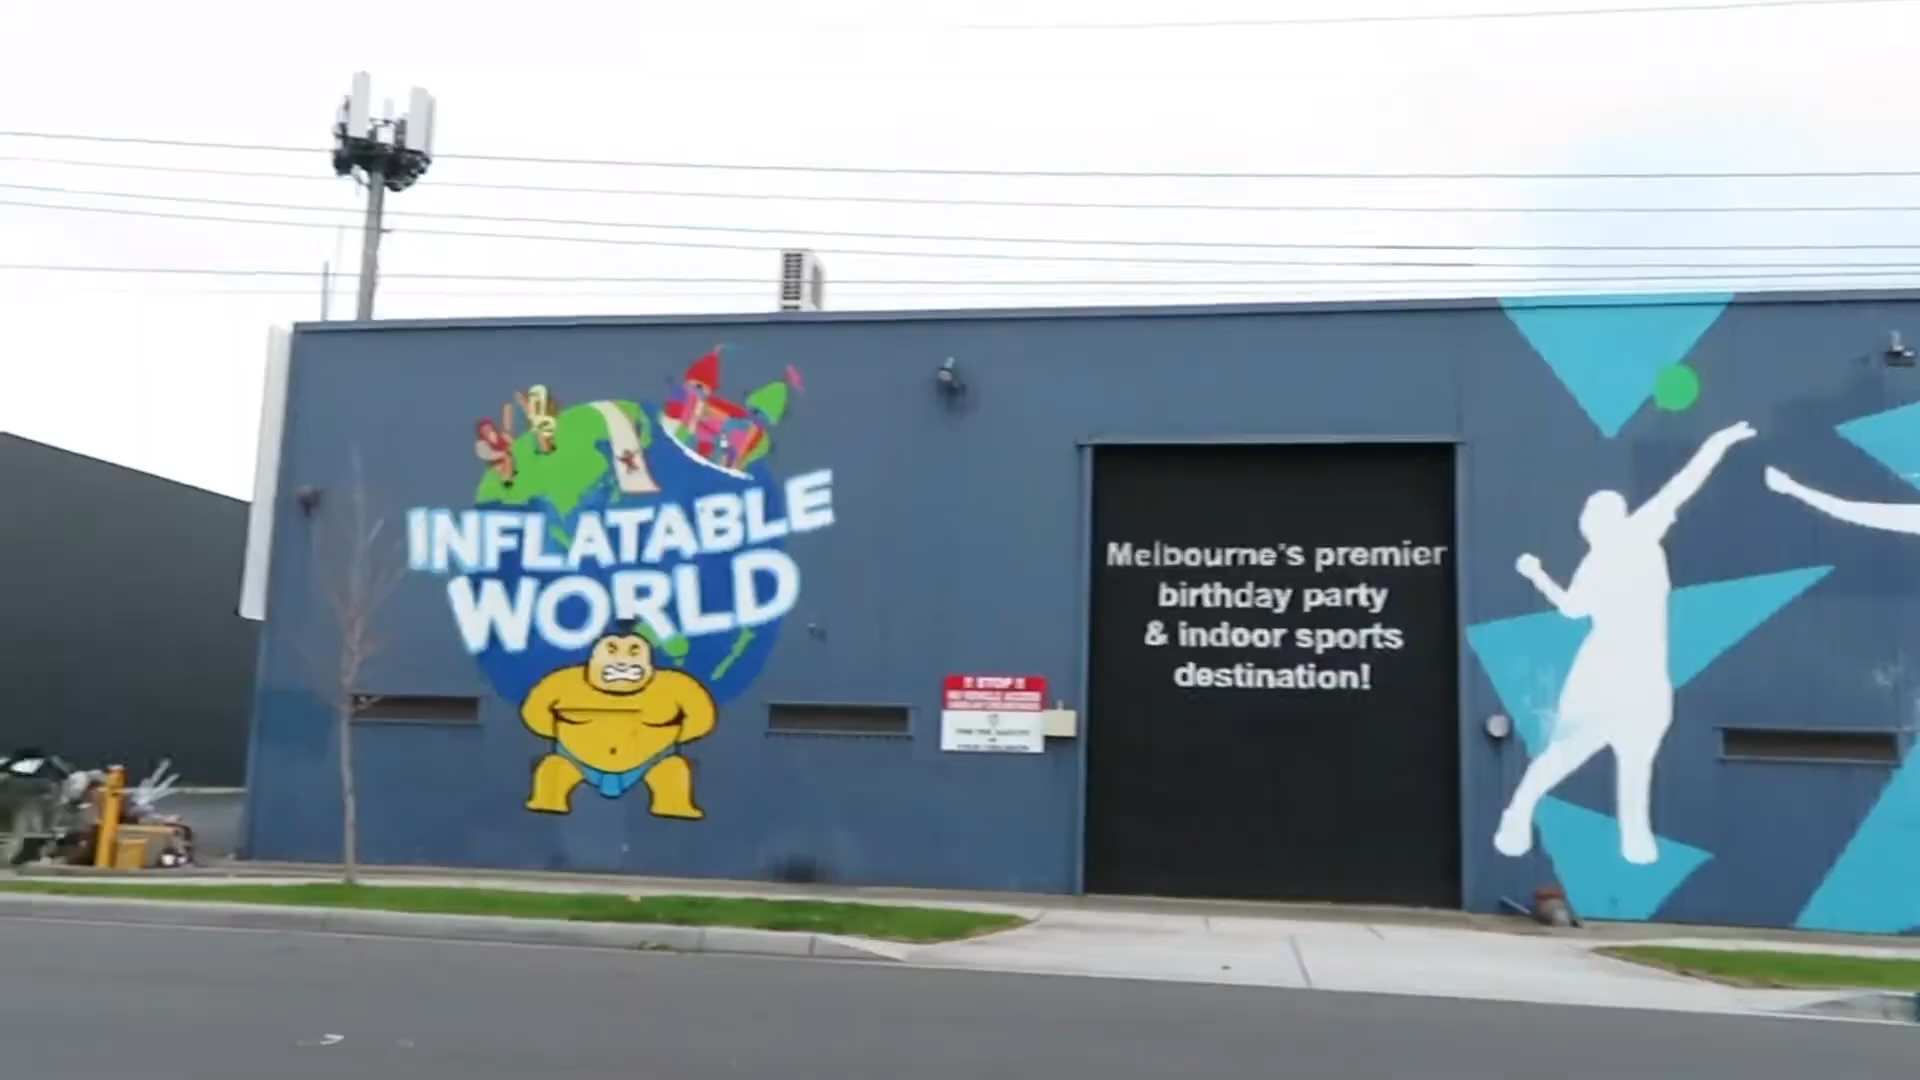 INFLATABLE
WORLD
Melbourne's premier
birthday party
& indoor sports
destination!
!! STOP !!